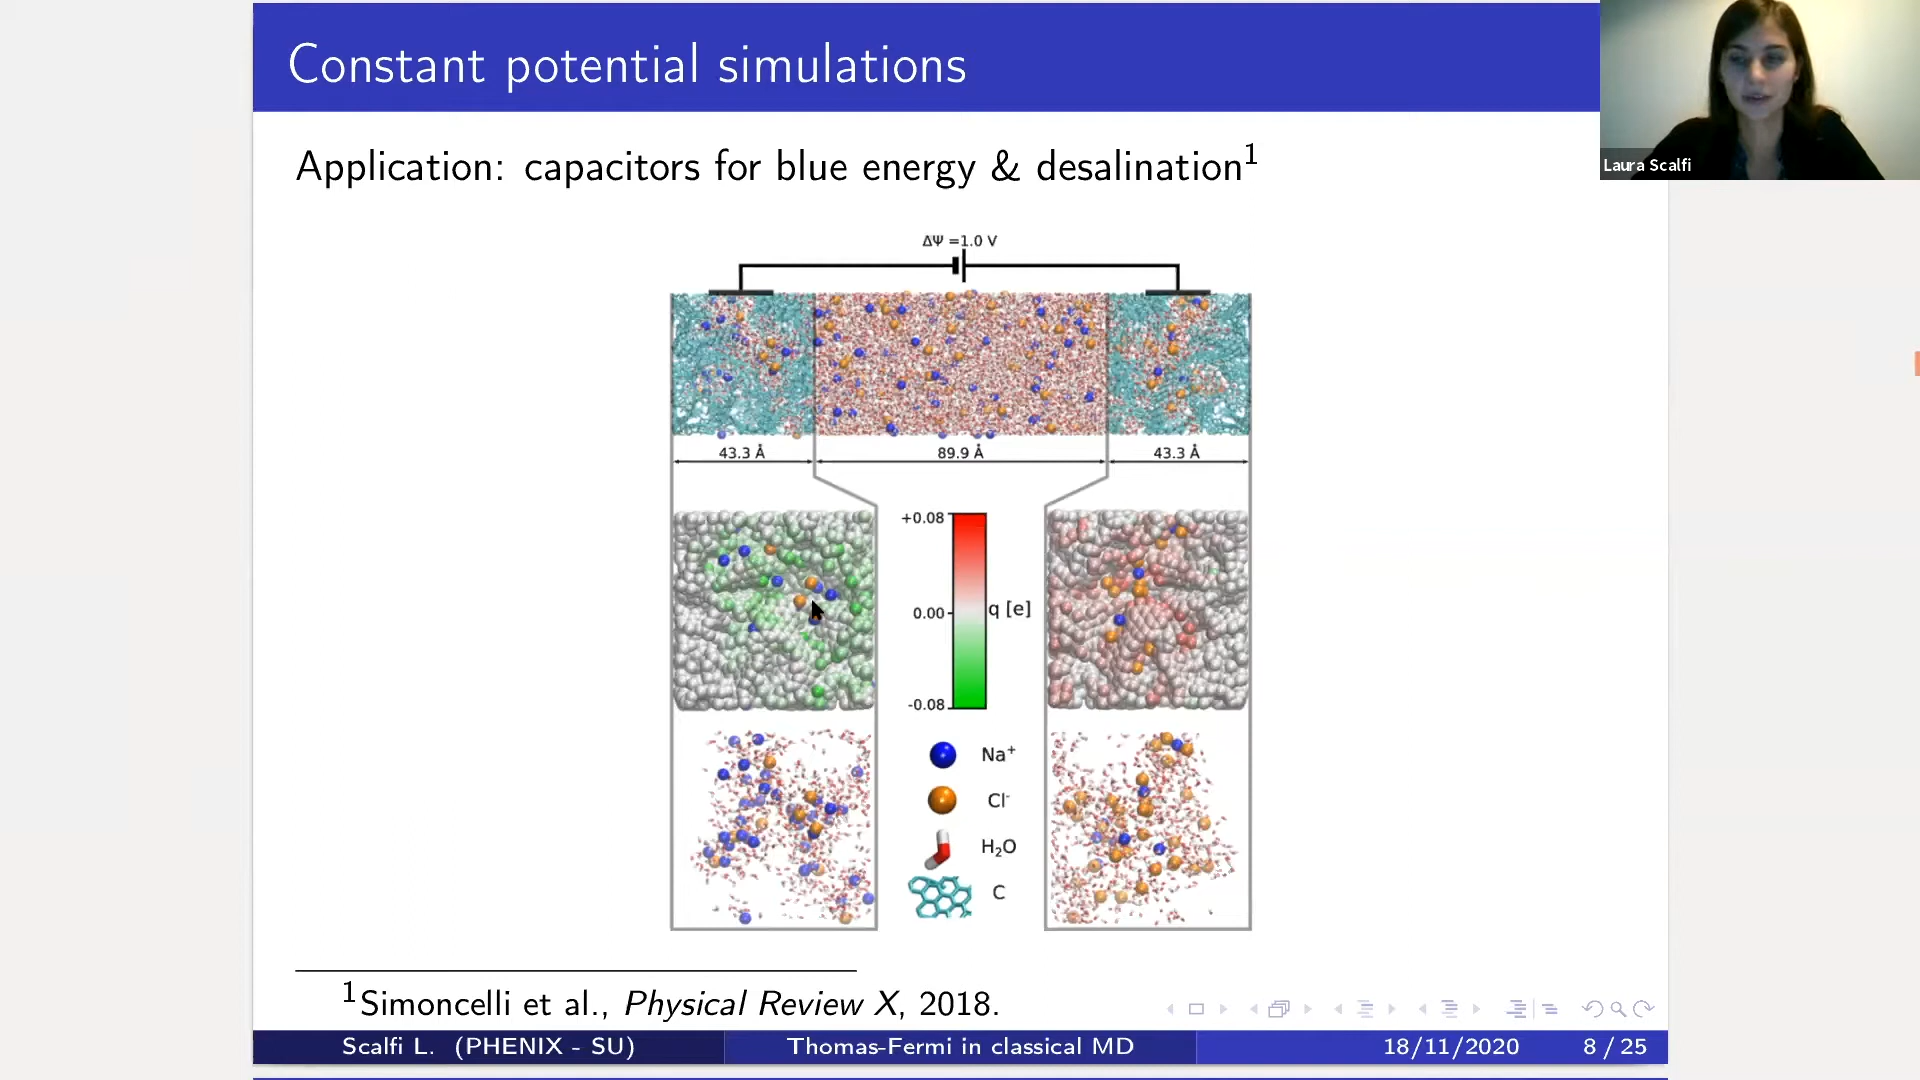 Constant potential simulations
Laura Scalfi
Application: capacitors for blue energy & desalination¹
ΔΨ =1.0 V
43.3 Å
89.9 Å
43.3 Å
+0.08
0.00
q [e]
-0.08
Na⁺
Cl⁻
H₂O
C
¹Simoncelli et al., Physical Review X, 2018.
Scalfi L. (PHENIX - SU)
Thomas-Fermi in classical MD
18/11/2020
8 / 25